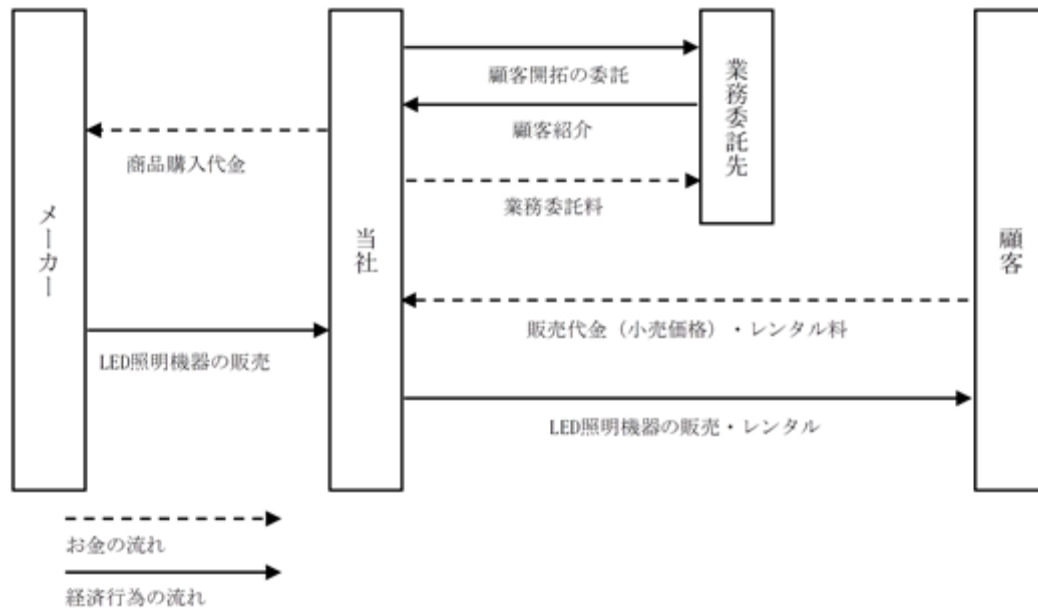 顧客開拓の委託
顧客紹介
業務委託先
商品購入代金
業務委託料
メーカー
当社
顧客
販売代金（小売価格）・レンタル料
LED照明機器の販売
LED照明機器の販売・レンタル
お金の流れ
経済行為の流れ